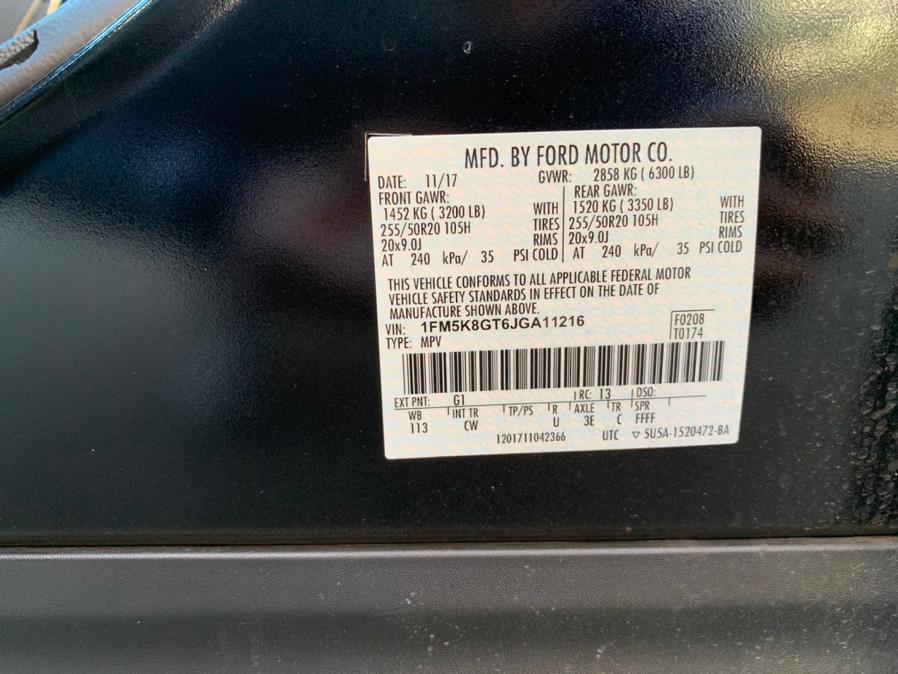 MFD. BY FORD MOTOR CO.
DATE: 11/17 GVWR: 2858 KG ( 6300 LB)
FRONT GAWR: REAR GAWR:
1452 KG ( 3200 LB) WITH 1520 KG ( 3350 LB) WITH
255/50R20 105H TIRES 255/50R20 105H TIRES
20x9.0J RIMS 20x9.0J RIMS
AT 240 kPa/ 35 PSI COLD AT 240 kPa/ 35 PSI COLD
THIS VEHICLE CONFORMS TO ALL APPLICABLE FEDERAL MOTOR
VEHICLE SAFETY STANDARDS IN EFFECT ON THE DATE OF
MANUFACTURE SHOWN ABOVE.
VIN: 1FM5K8GT6JGA11216 F0208
TYPE: MPV T0174
EXT PNT: G1 RC: 13 DSO:
WB INT TR TP/PS R AXLE TR SPR
113 CW U 3E C FFFF
1201711042366 UTC ▽ 5U5A-1520472-BA